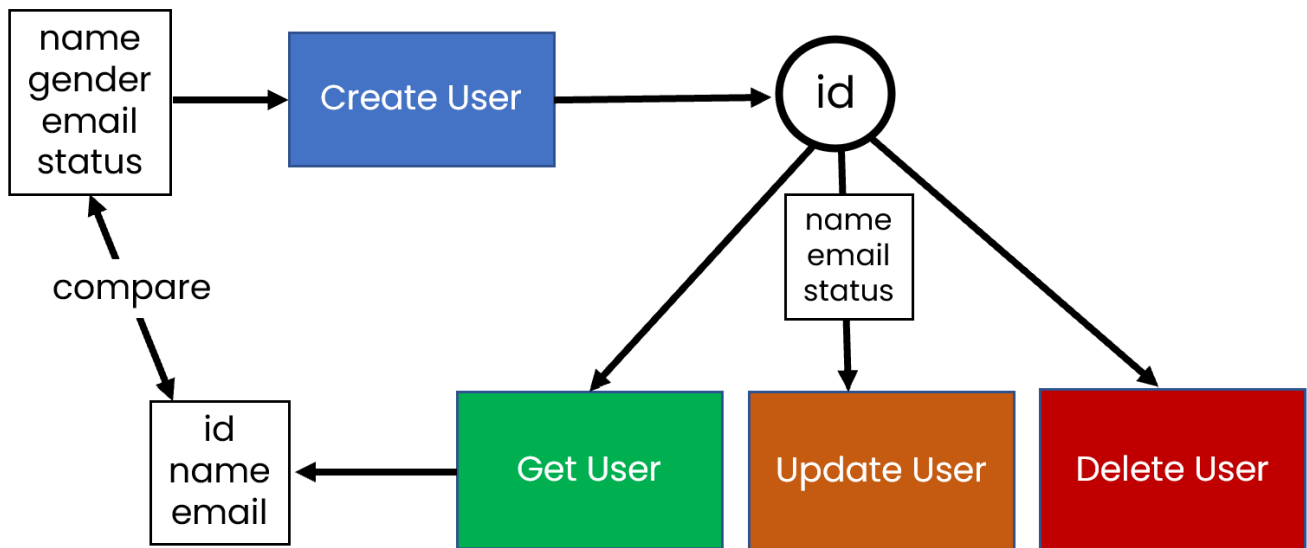 name
gender
email
status
Create User
id
name
email
status
compare
id
name
email
Get User
Update User
Delete User